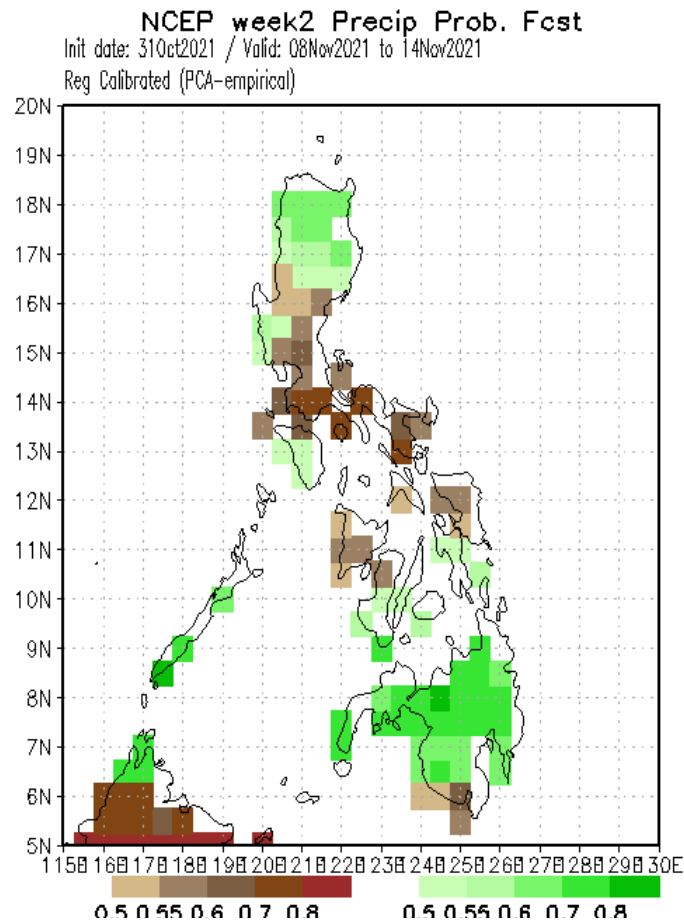 NCEP week2 Precip Prob. Fcst
Init date: 31Oct2021 / Valid: 08Nov2021 to 14Nov2021
Reg Calibrated (PCA-empirical)
20N
19N
18N
17N
16N
15N
14N
13N
12N
11N
10N
9N
8N
7N
6N
5N
115E 116E 117E 118E 119E 120E 121E 122E 123E 124E 125E 126E 127E 128E 129E 130E
0.5 0.55 0.6 0.7 0.8 0.5 0.55 0.6 0.7 0.8